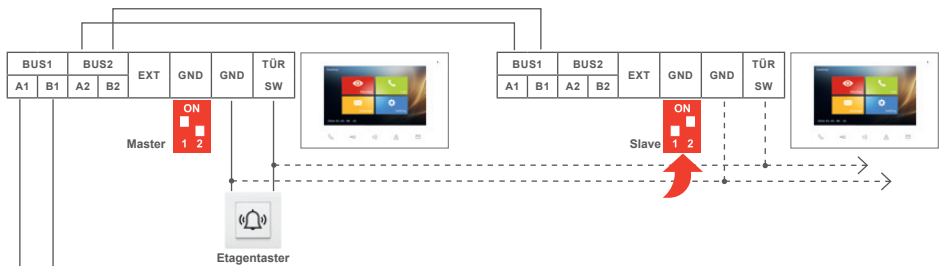 BUS1 BUS2 EXT GND GND TÜR SW
A1 B1 A2 B2
ON
1 2
Master
BUS1 BUS2 EXT GND GND TÜR SW
A1 B1 A2 B2
ON
1 2
Slave
Etagentaster